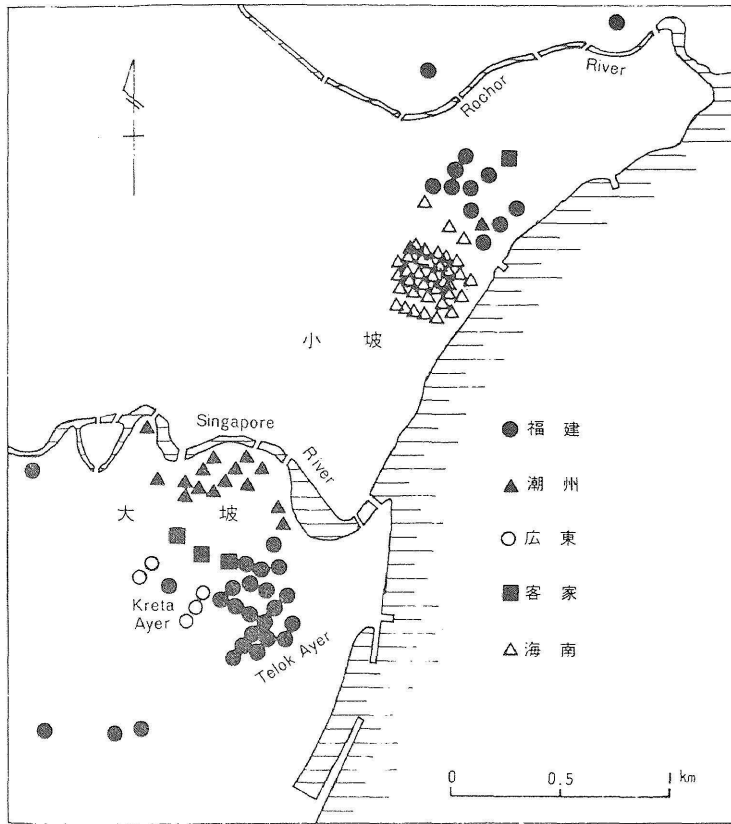 Rochor
River
小坡
Singapore
River
大坡
Kreta
Ayer
Telok Ayer
福建
潮州
広東
客家
海南
0 0.5 1 km